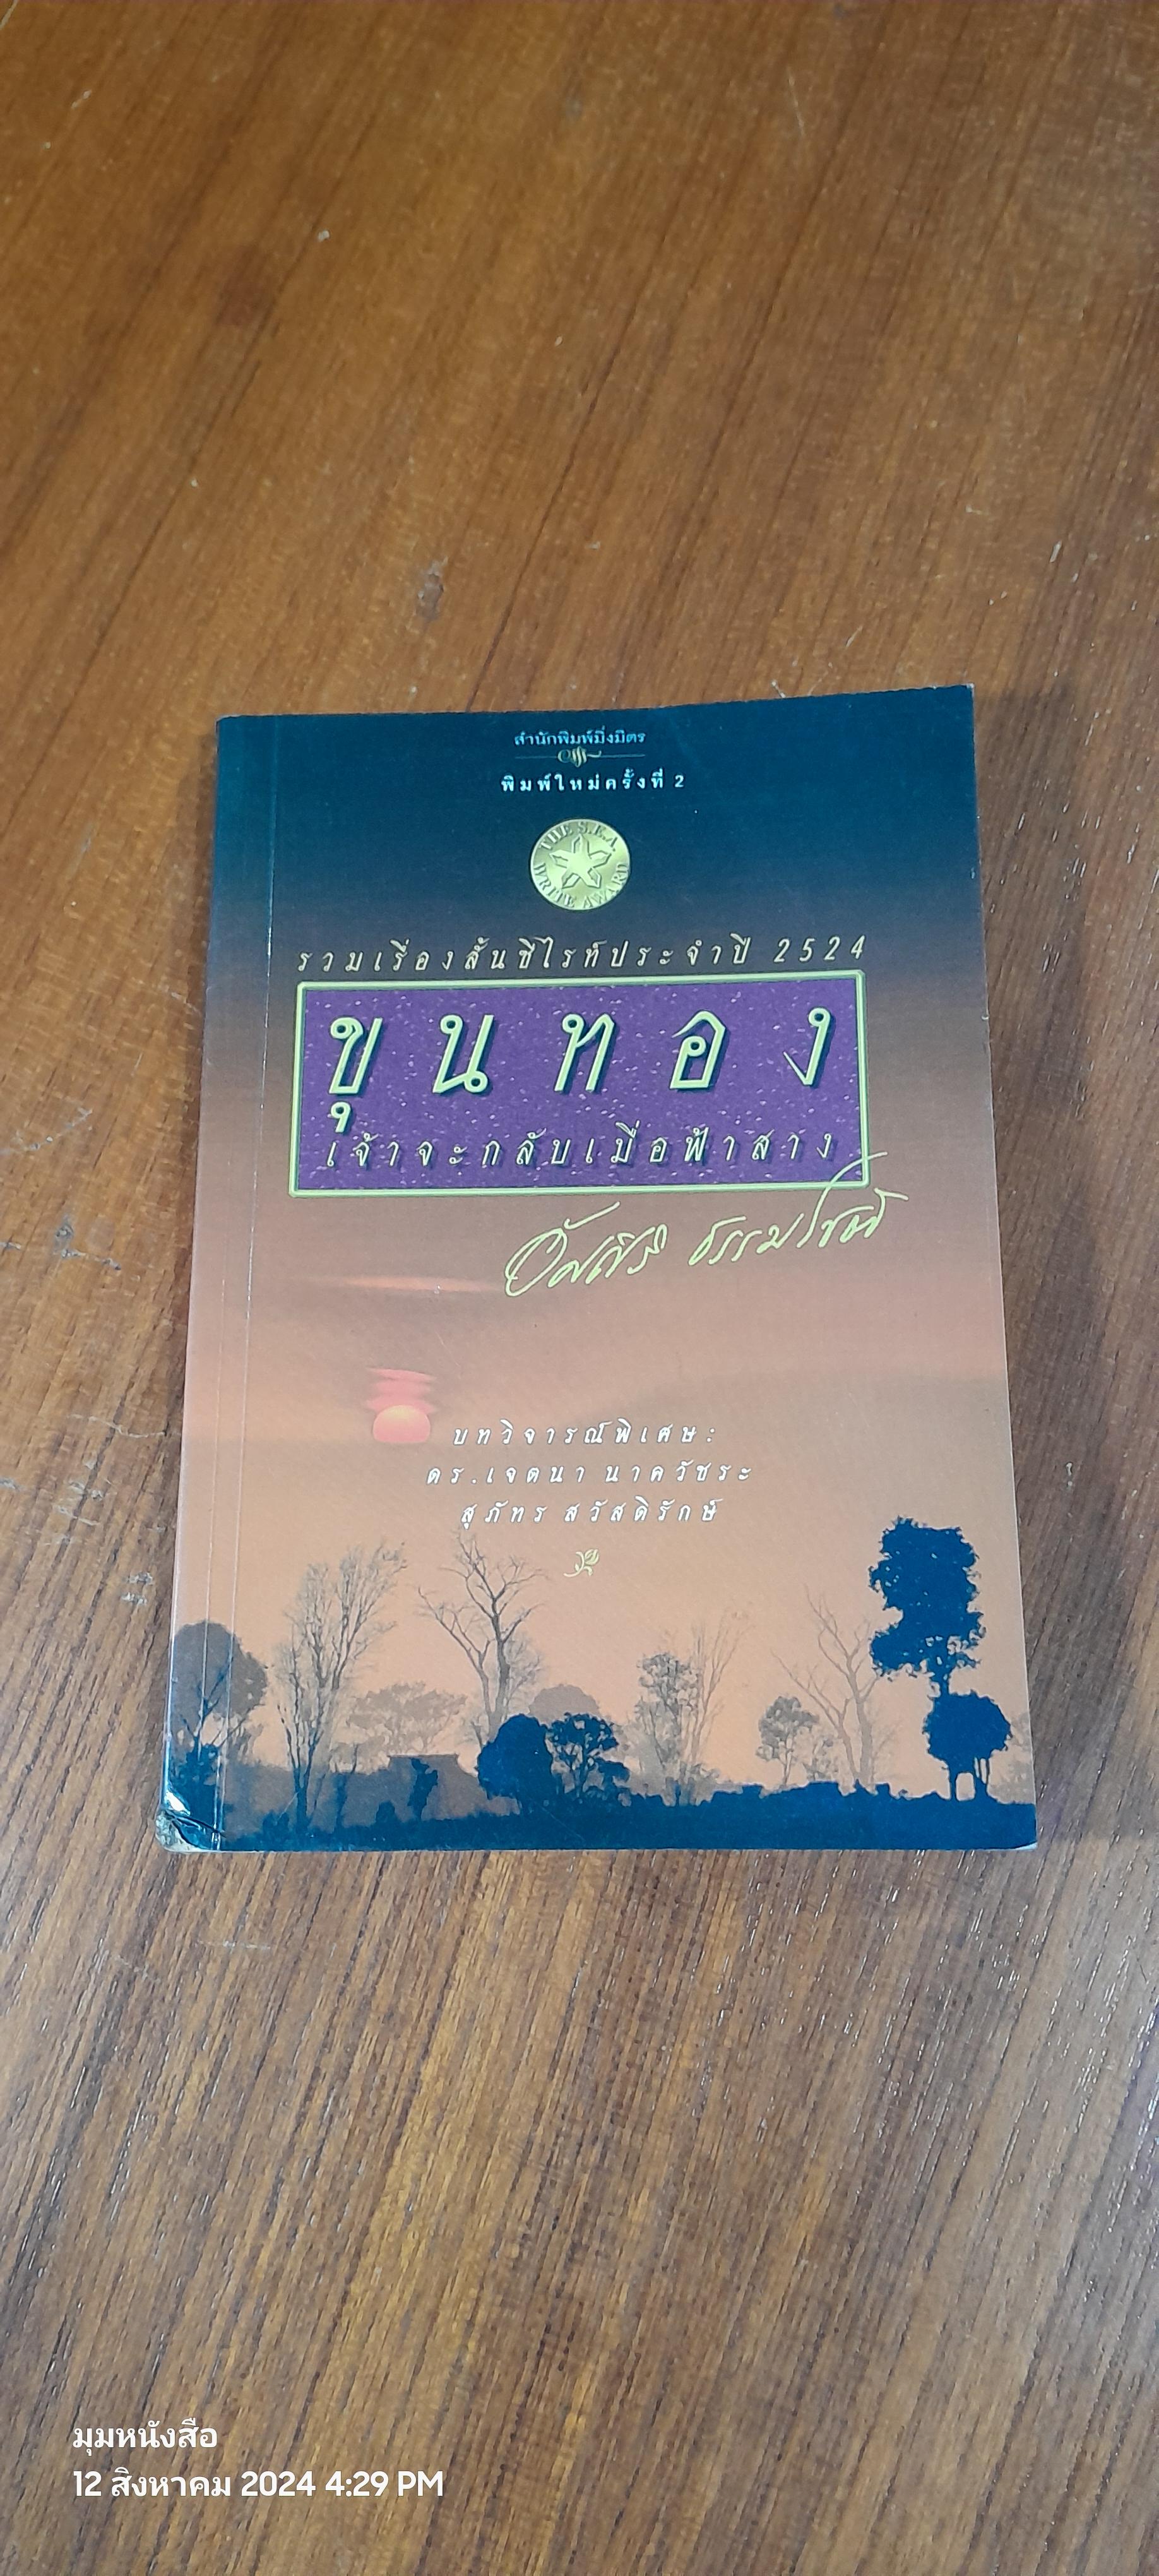 สำนักพิมพ์มิ่งมิตร
พิมพ์ใหม่ครั้งที่ 2
THE S.E.A. WRITE AWARD
รวมเรื่องสั้นซีไรท์ประจำปี 2524
ขุนทอง
เจ้าจะกลับเมื่อฟ้าสาง
อัศศิริ ธรรมโชติ
บทวิจารณ์พิเศษ:
ดร.เจตนา นาควัชระ
สุภัทร สวัสดิรักษ์
มุมหนังสือ
12 สิงหาคม 2024 4:29 PM